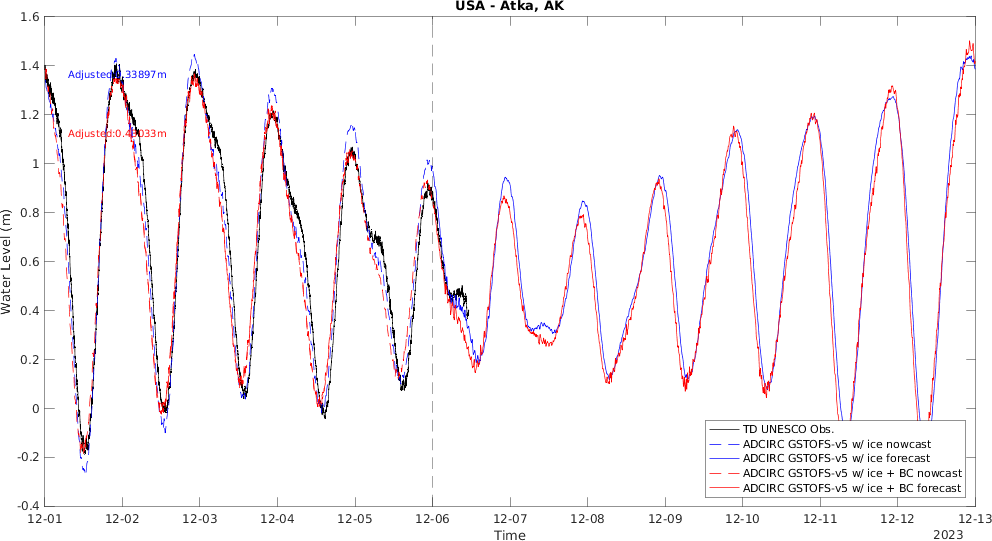 USA - Atka, AK
1.6
1.4
1.2
1
0.8
0.6
0.4
0.2
0
-0.2
-0.4
Water Level (m)
Adjusted:0.33897m
Adjusted:0.45033m
TD UNESCO Obs.
ADCIRC GSTOFS-v5 w/ ice nowcast
ADCIRC GSTOFS-v5 w/ ice forecast
ADCIRC GSTOFS-v5 w/ ice + BC nowcast
ADCIRC GSTOFS-v5 w/ ice + BC forecast
12-01 12-02 12-03 12-04 12-05 12-06 12-07 12-08 12-09 12-10 12-11 12-12 12-13
Time
2023